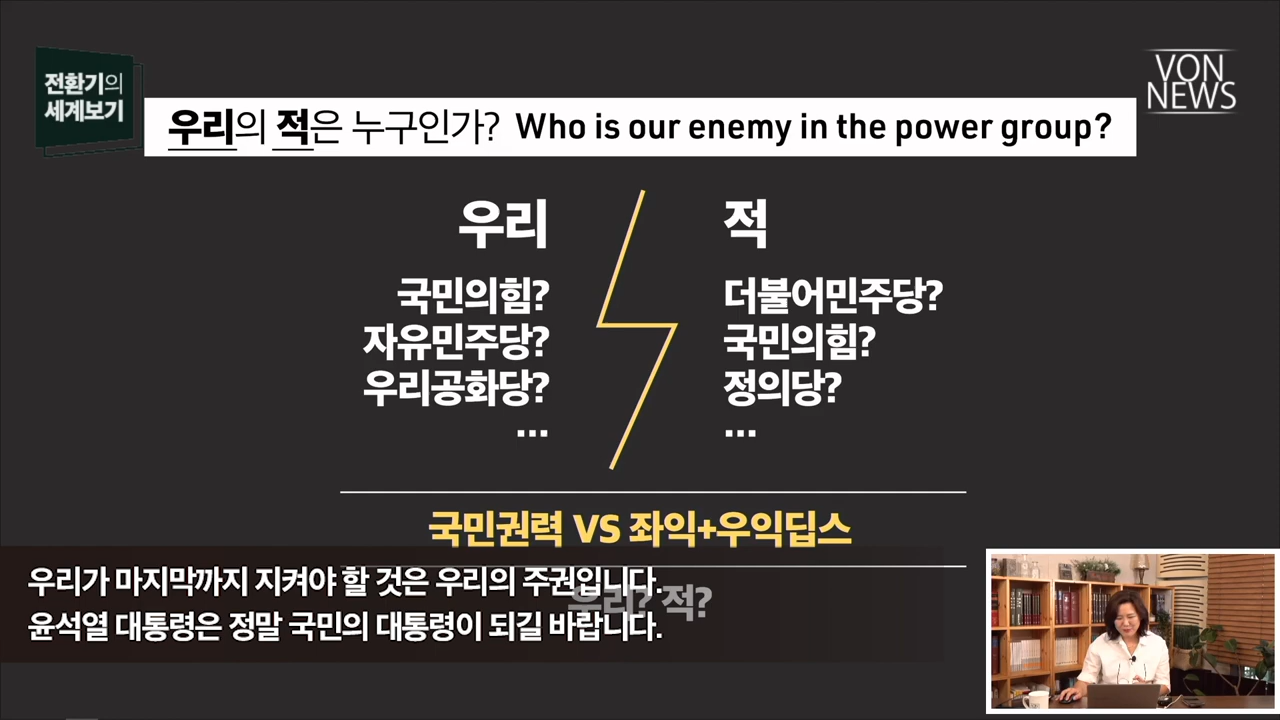 전환기의
세계보기
VON
NEWS
우리의 적은 누구인가? Who is our enemy in the power group?
우리
적
국민의힘?
더불어민주당?
자유민주당?
국민의힘?
우리공화당?
정의당?
...
...
국민권력 VS 좌익+우익딥스
우리? 적?
우리가 마지막까지 지켜야 할 것은 우리의 주권입니다.
윤석열 대통령은 정말 국민의 대통령이 되길 바랍니다.